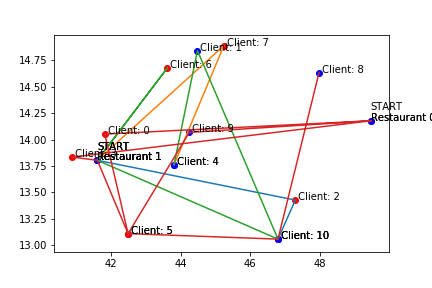 14.75
14.50
14.25
14.00
13.75
13.50
13.25
13.00
42
44
46
48
Client: 7
Client: 1
Client: 6
Client: 8
START
Restaurant 0
Client: 0
Client: 9
START
Restaurant 1
Client: 4
Client: 2
Client: 5
Client: 10